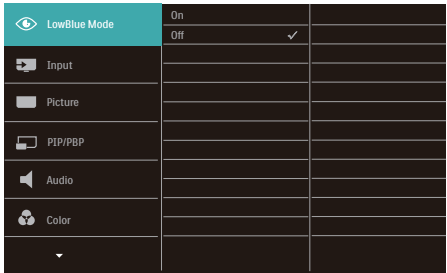 LowBlue Mode
On
Off
Input
Picture
PIP/PBP
Audio
Color